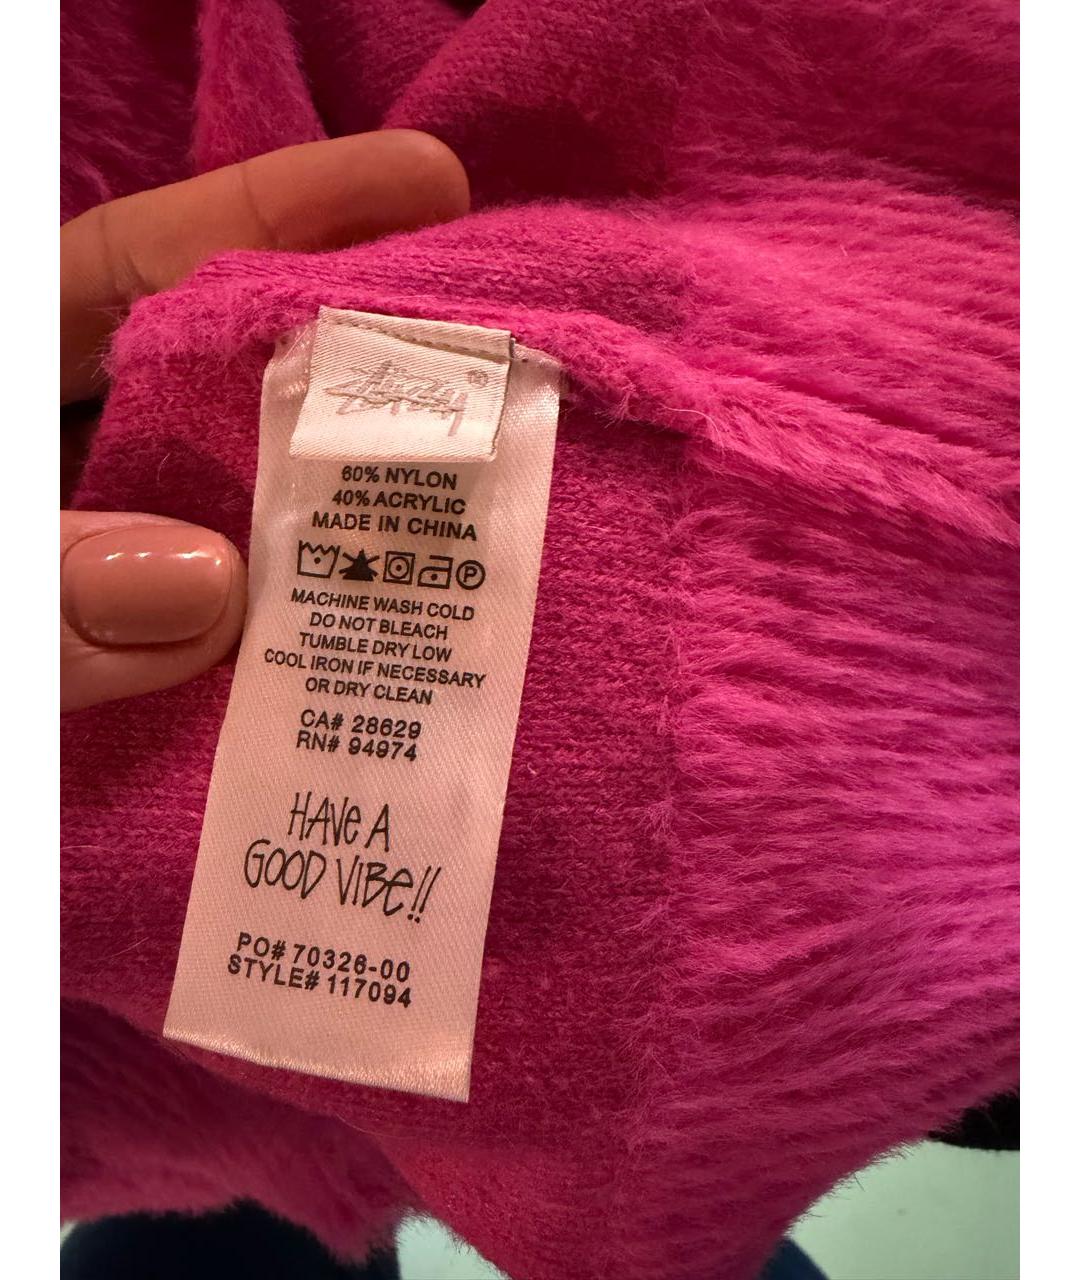 Stüssy ®
60% NYLON
40% ACRYLIC
MADE IN CHINA
P
MACHINE WASH COLD
DO NOT BLEACH
TUMBLE DRY LOW
COOL IRON IF NECESSARY
OR DRY CLEAN
CA# 28629
RN# 94974
HAVe A
GOOD VIBe!!
PO# 70326-00
STYLE# 117094